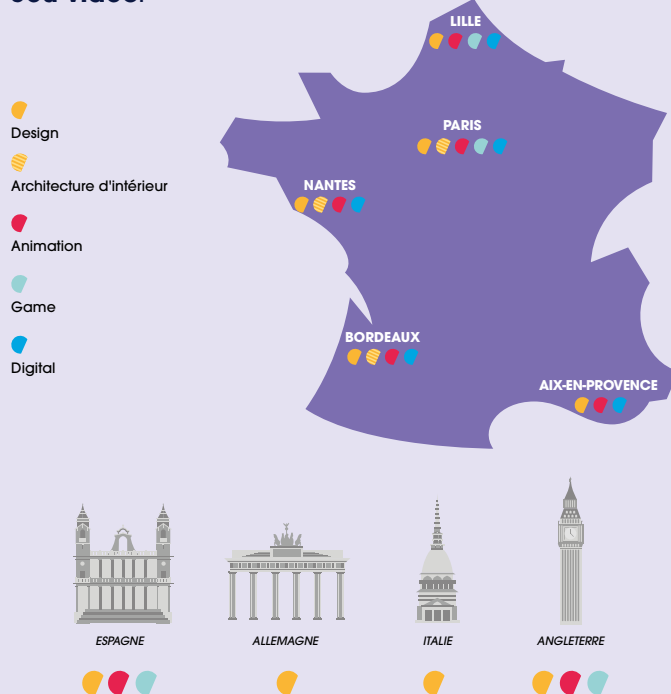 LILLE
Design
PARIS
Architecture d'intérieur
NANTES
Animation
Game
BORDEAUX
Digital
AIX-EN-PROVENCE
ESPAGNE
ALLEMAGNE
ITALIE
ANGLETERRE